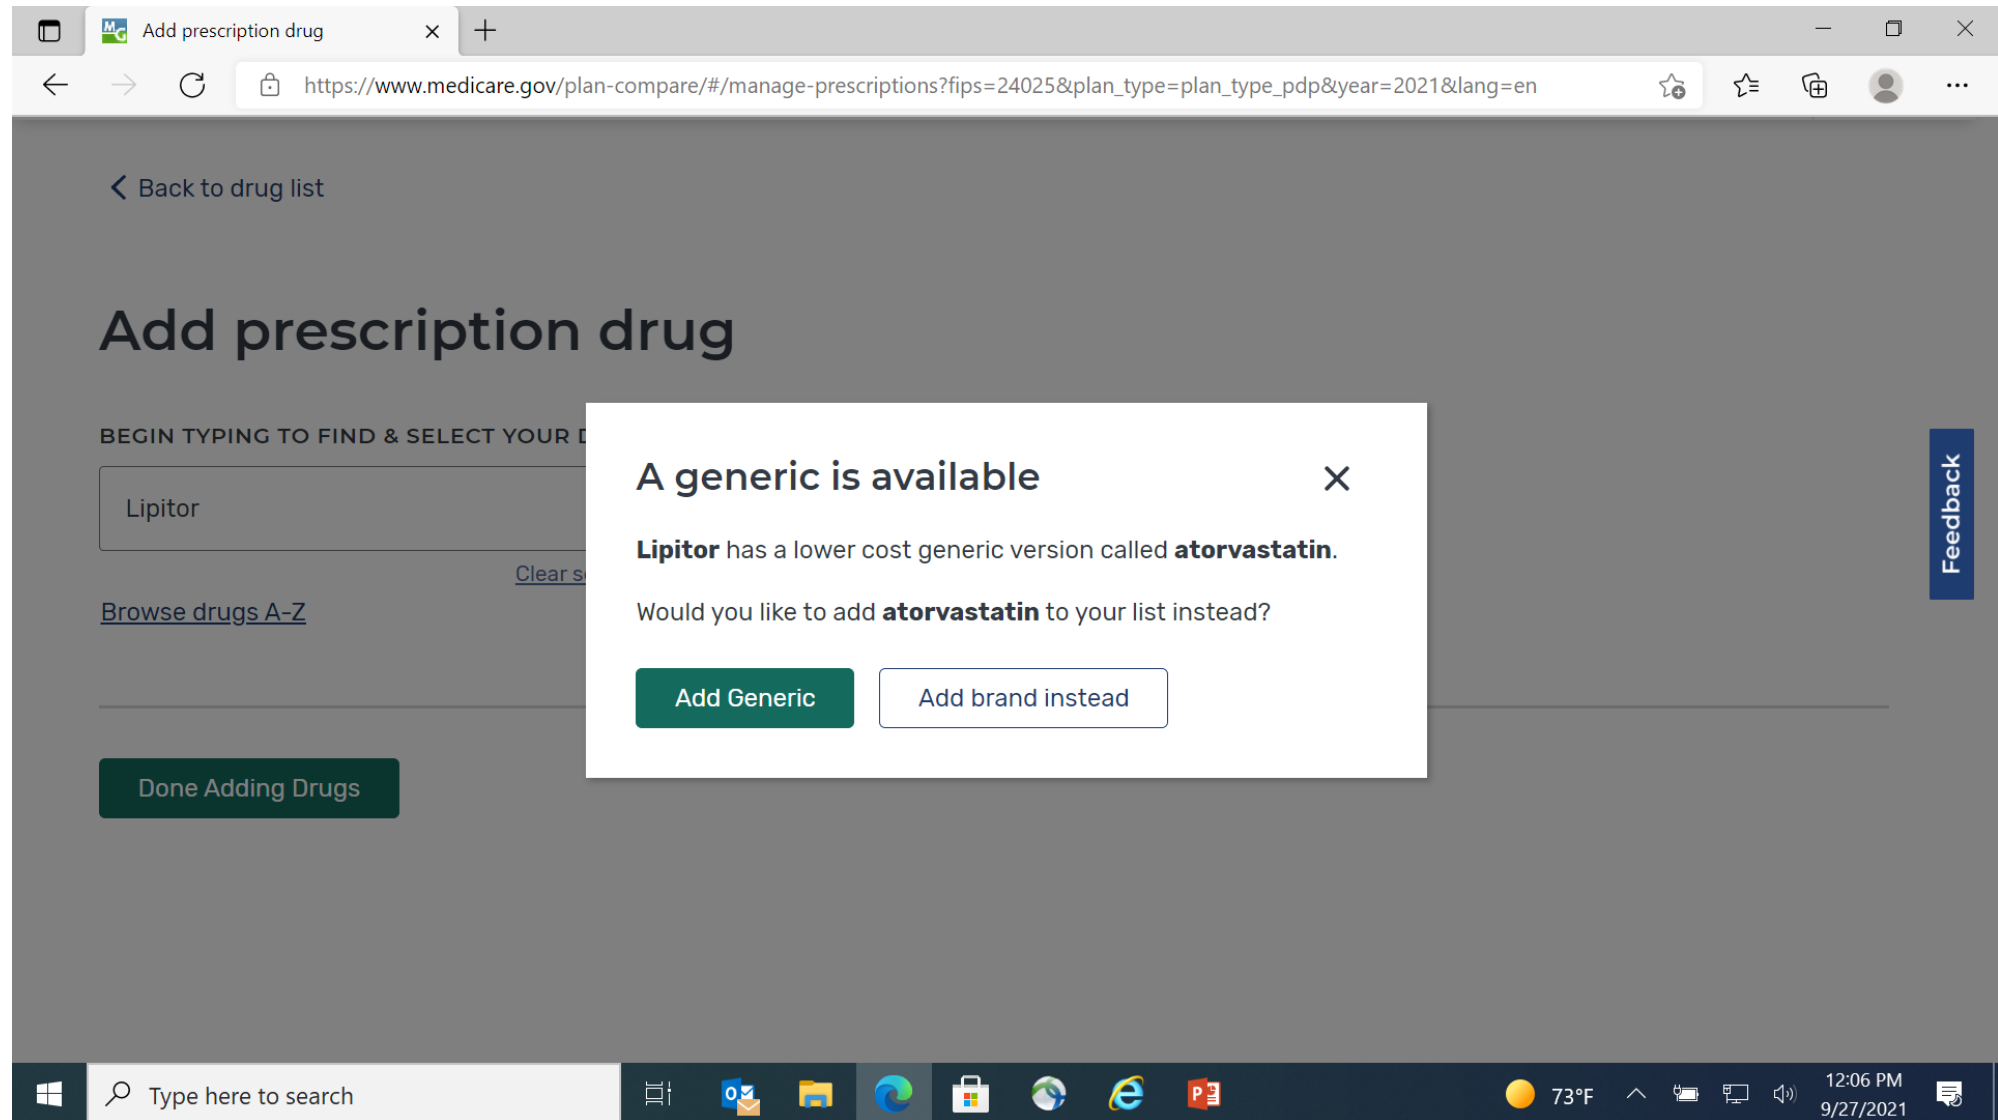 Add prescription drug
https://www.medicare.gov/plan-compare/#/manage-prescriptions?fips=24025&plan_type=plan_type_pdp&year=2021&lang=en
Back to drug list
Add prescription drug
BEGIN TYPING TO FIND & SELECT YOUR
Lipitor
Clear
Browse drugs A-Z
Done Adding Drugs
A generic is available
Lipitor has a lower cost generic version called atorvastatin.
Would you like to add atorvastatin to your list instead?
Add Generic
Add brand instead
Feedback
Type here to search
73°F
12:06 PM
9/27/2021